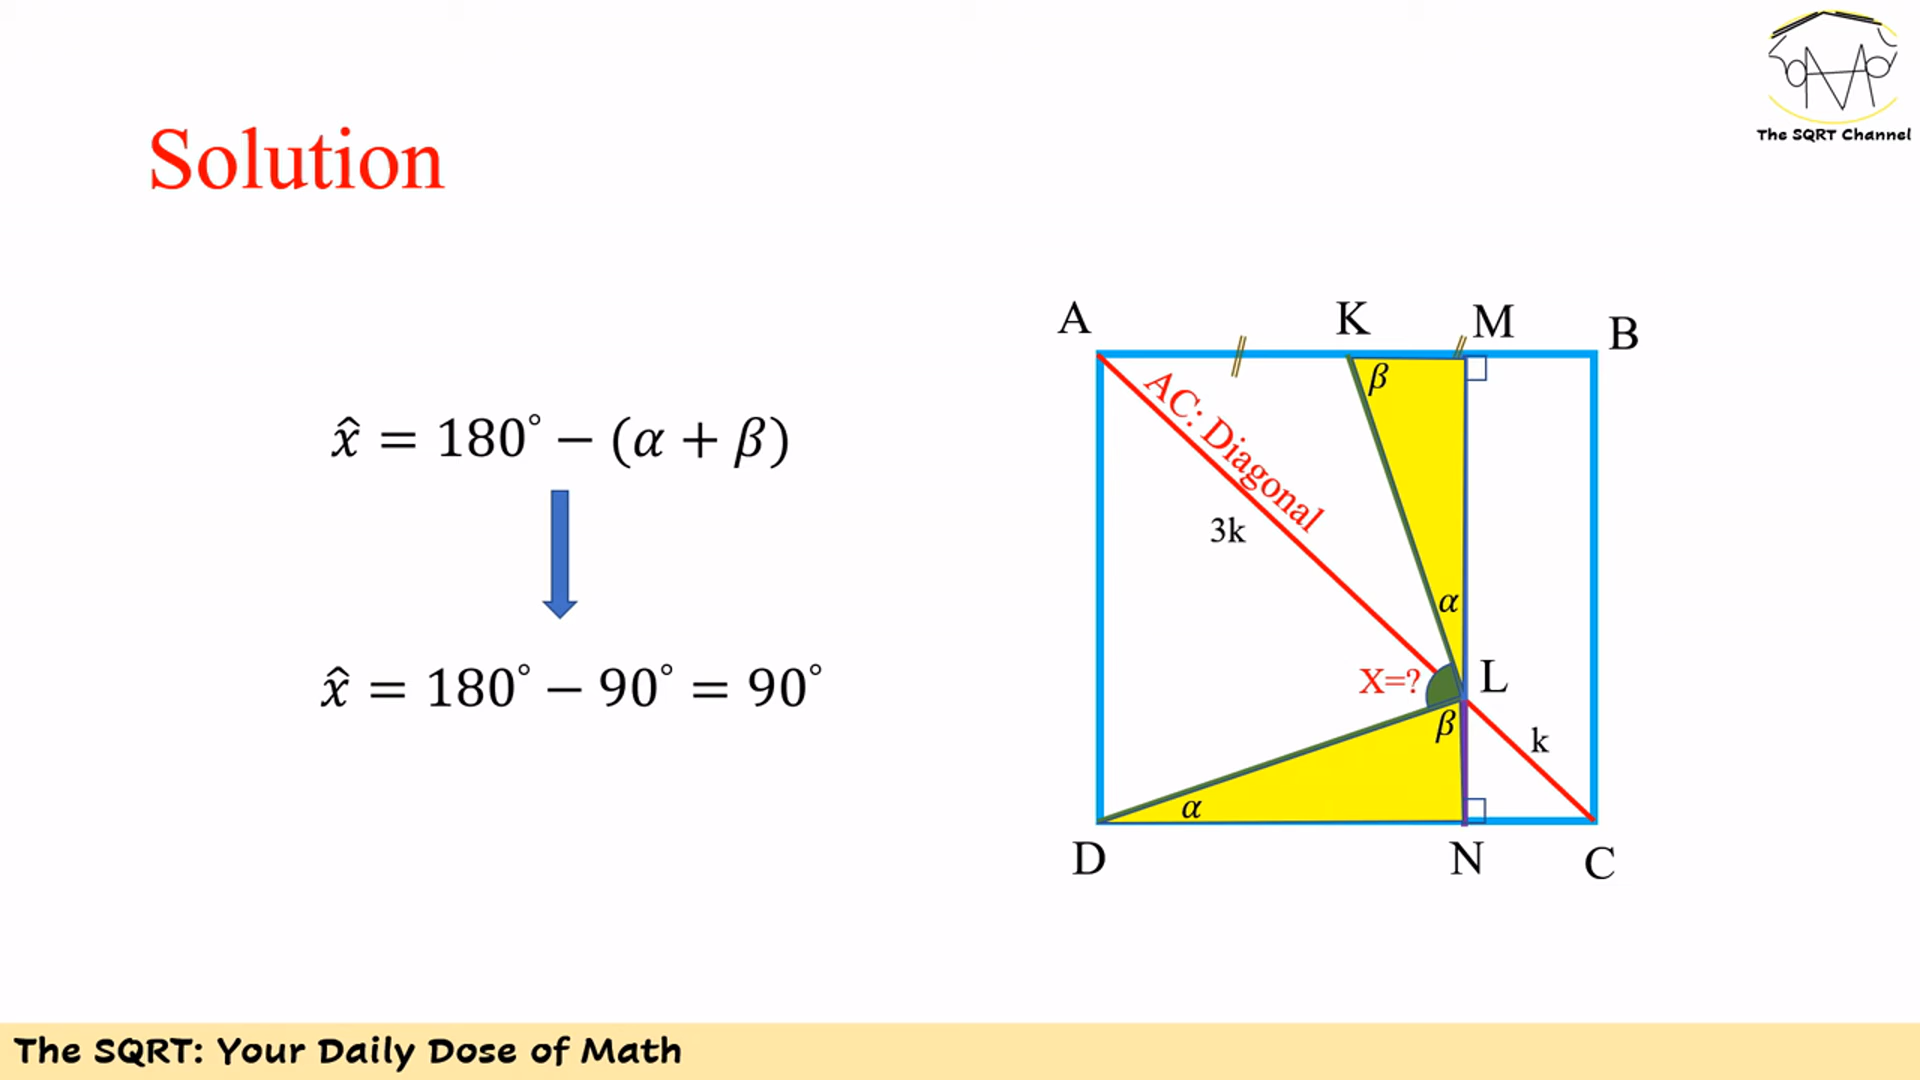 The SQRT Channel
Solution
x̂ = 180° − (α + β)
x̂ = 180° − 90° = 90°
A
K
M
B
β
AC: Diagonal
3k
α
X=?
L
β
k
α
D
N
C
The SQRT: Your Daily Dose of Math